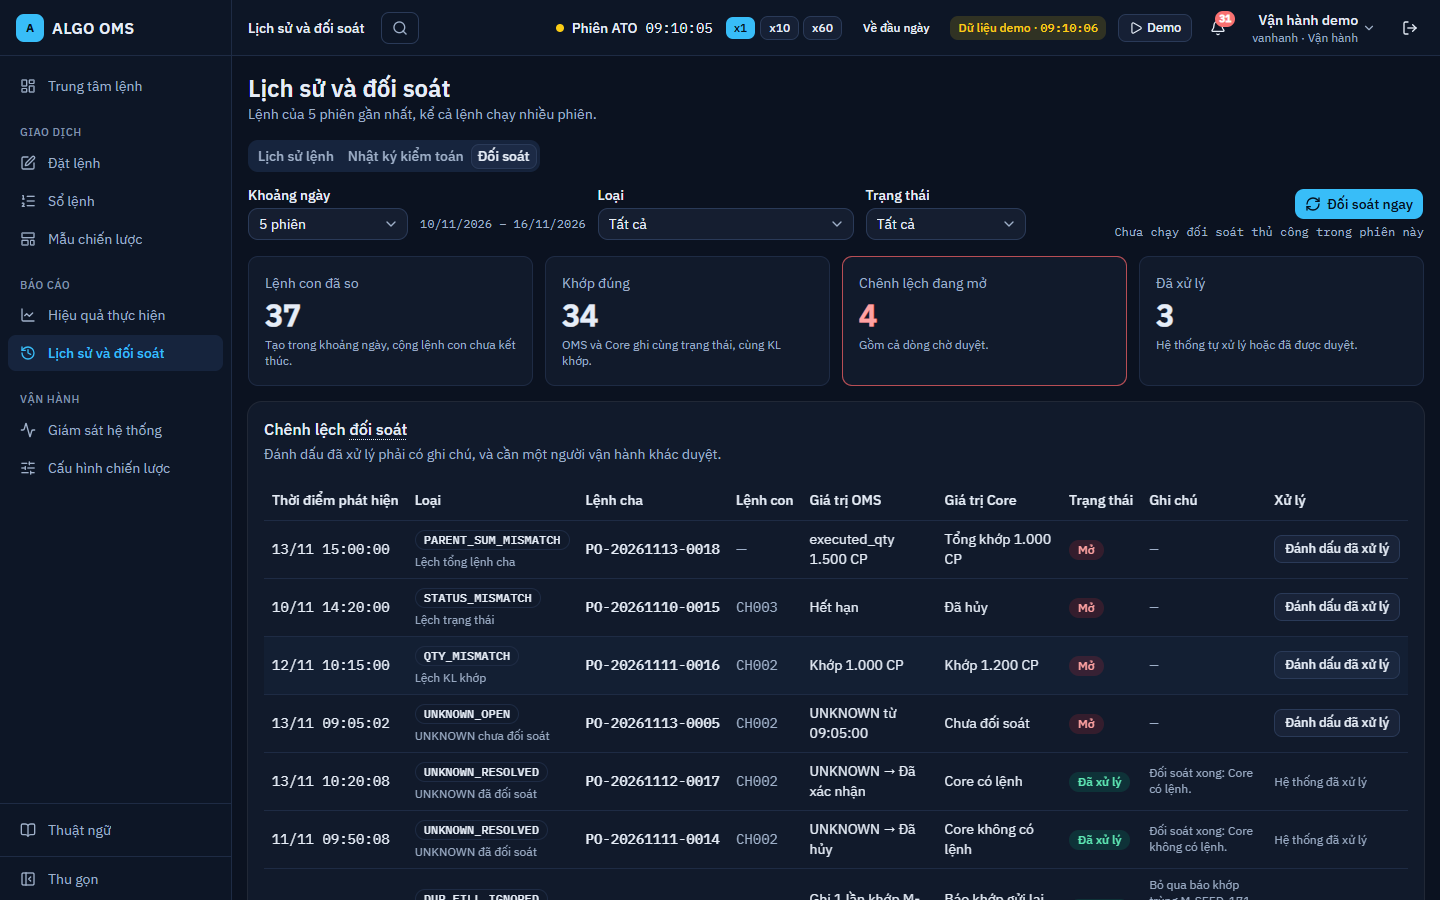 A ALGO OMS
Lịch sử và đối soát
Phiên ATO 09:10:05 x1 x10 x60 Về đầu ngày Dữ liệu demo · 09:10:06 Demo 31 Vận hành demo
vanhanh · Vận hành
Trung tâm lệnh
GIAO DỊCH
Đặt lệnh
Sổ lệnh
Mẫu chiến lược
BÁO CÁO
Hiệu quả thực hiện
Lịch sử và đối soát
VẬN HÀNH
Giám sát hệ thống
Cấu hình chiến lược
Thuật ngữ
Thu gọn
Lịch sử và đối soát
Lệnh của 5 phiên gần nhất, kể cả lệnh chạy nhiều phiên.
Lịch sử lệnh Nhật ký kiểm toán Đối soát
Khoảng ngày Loại Trạng thái
5 phiên 10/11/2026 – 16/11/2026 Tất cả Tất cả
Đối soát ngay
Chưa chạy đối soát thủ công trong phiên này
Lệnh con đã so
37
Tạo trong khoảng ngày, cộng lệnh con chưa kết
thúc.
Khớp đúng
34
OMS và Core ghi cùng trạng thái, cùng KL
khớp.
Chênh lệch đang mở
4
Gồm cả dòng chờ duyệt.
Đã xử lý
3
Hệ thống tự xử lý hoặc đã được duyệt.
Chênh lệch đối soát
Đánh dấu đã xử lý phải có ghi chú, và cần một người vận hành khác duyệt.
Thời điểm phát hiện Loại Lệnh cha Lệnh con Giá trị OMS Giá trị Core Trạng thái Ghi chú Xử lý
13/11 15:00:00 PARENT_SUM_MISMATCH PO-20261113-0018 — executed_qty Tổng khớp 1.000 Mở — Đánh dấu đã xử lý
Lệch tổng lệnh cha 1.500 CP CP
10/11 14:20:00 STATUS_MISMATCH PO-20261110-0015 CH003 Hết hạn Đã hủy Mở — Đánh dấu đã xử lý
Lệch trạng thái
12/11 10:15:00 QTY_MISMATCH PO-20261111-0016 CH002 Khớp 1.000 CP Khớp 1.200 CP Mở — Đánh dấu đã xử lý
Lệch KL khớp
13/11 09:05:02 UNKNOWN_OPEN PO-20261113-0005 CH002 UNKNOWN từ Chưa đối soát Mở — Đánh dấu đã xử lý
UNKNOWN chưa đối soát 09:05:00
13/11 10:20:08 UNKNOWN_RESOLVED PO-20261112-0017 CH002 UNKNOWN → Đã Core có lệnh Đã xử lý Đối soát xong: Core Hệ thống đã xử lý
UNKNOWN đã đối soát xác nhận có lệnh.
11/11 09:50:08 UNKNOWN_RESOLVED PO-20261111-0014 CH002 UNKNOWN → Đã Core không có Đã xử lý Đối soát xong: Core Hệ thống đã xử lý
UNKNOWN đã đối soát hủy lệnh không có lệnh.
Bỏ qua báo khớp